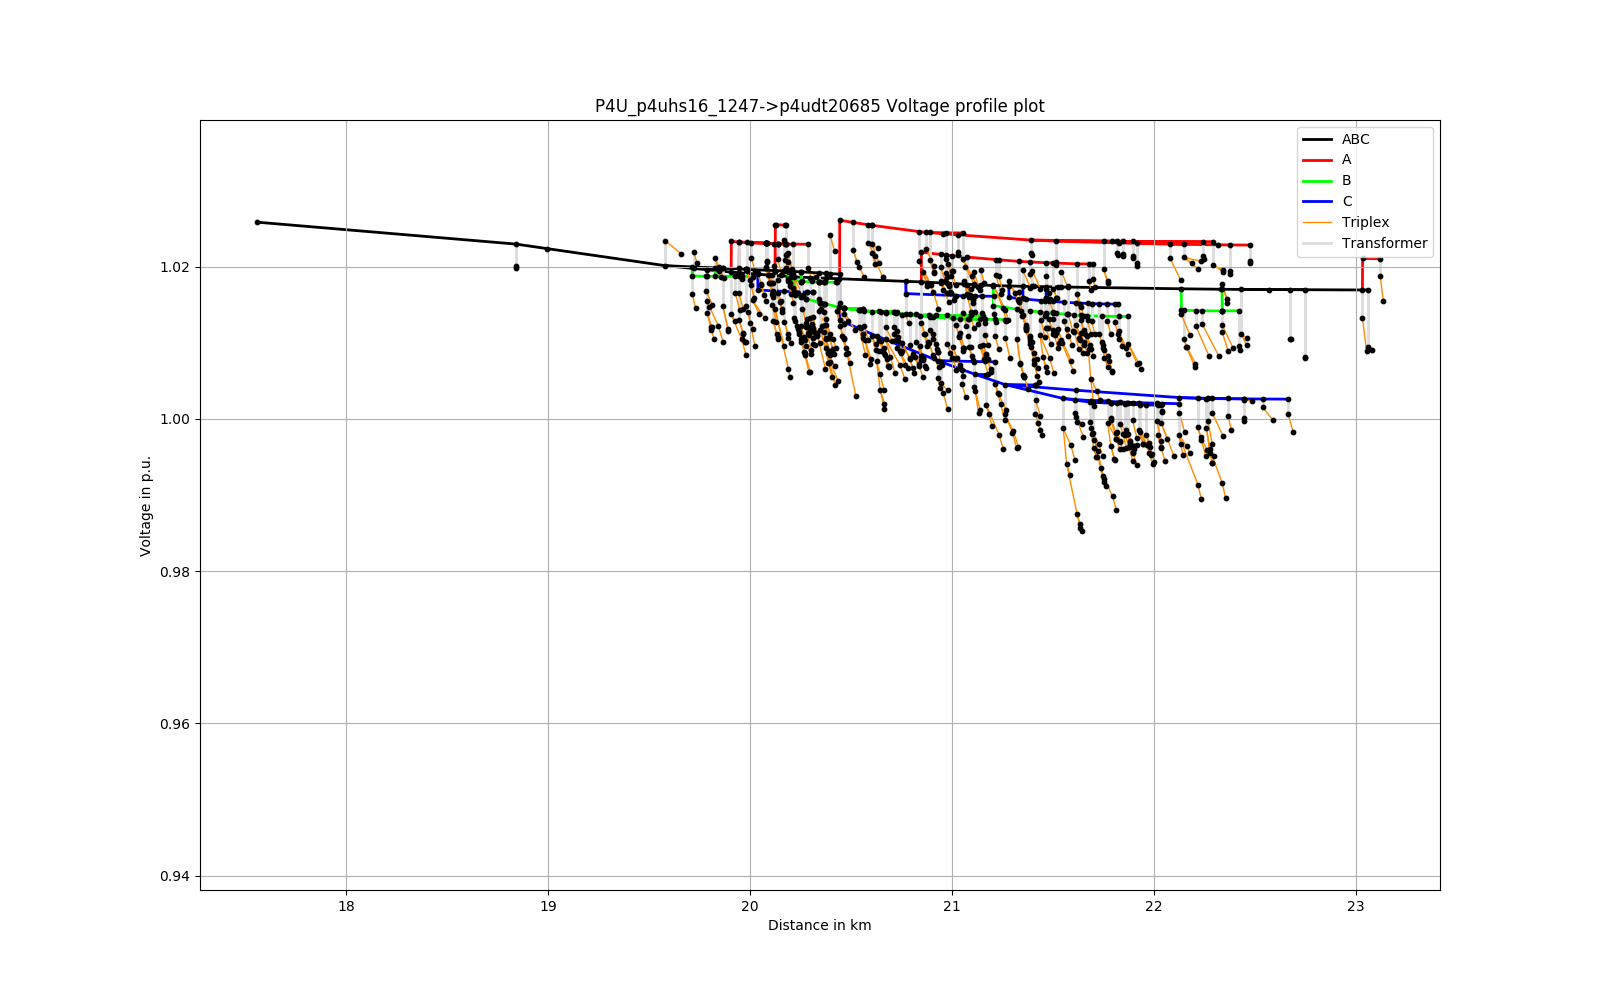 P4U_p4uhs16_1247->p4udt20685 Voltage profile plot
ABC
A
B
C
Triplex
Transformer
Voltage in p.u.
1.02
1.00
0.98
0.96
0.94
18 19 20 21 22 23
Distance in km